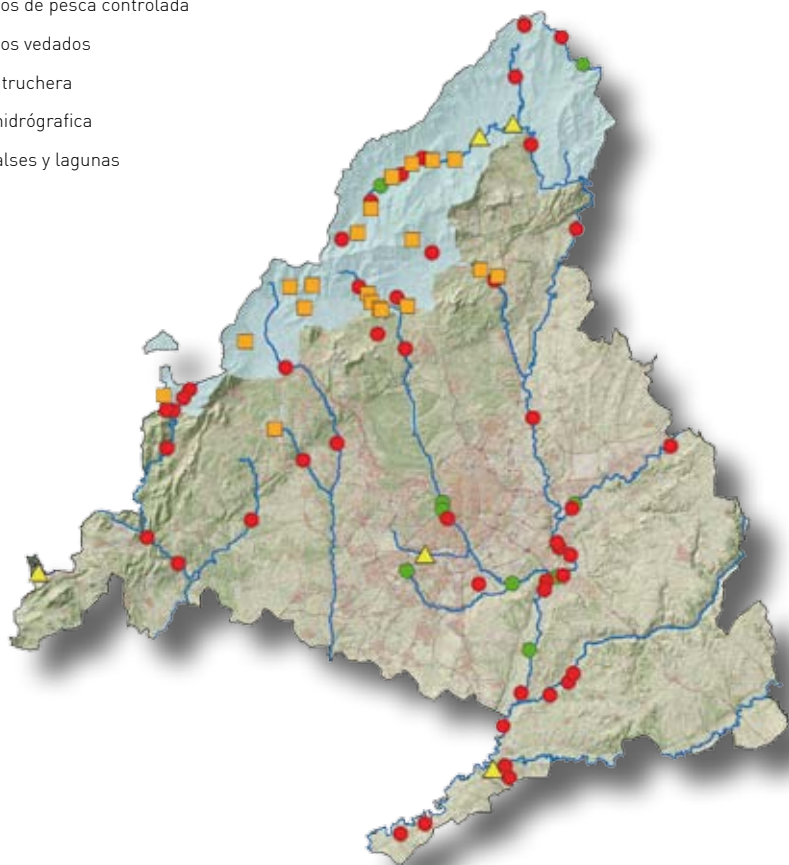 os de pesca controlada
os vedados
truchera
hidrógrafica
alses y lagunas